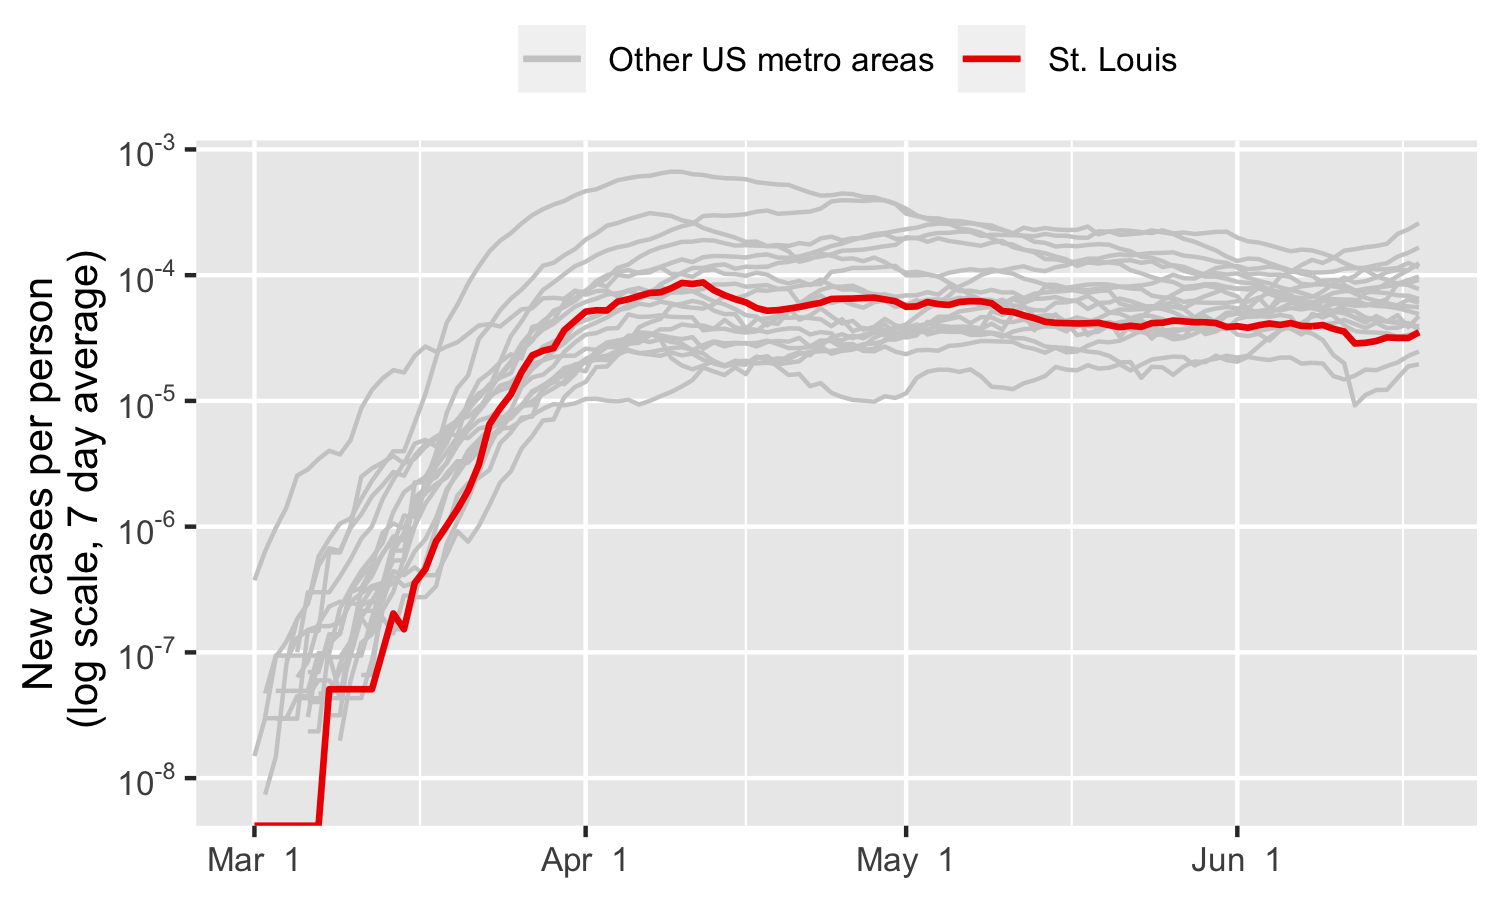 Other US metro areas St. Louis
10-3
10-4
10-5
10-6
10-7
10-8
New cases per person
(log scale, 7 day average)
Mar 1 Apr 1 May 1 Jun 1